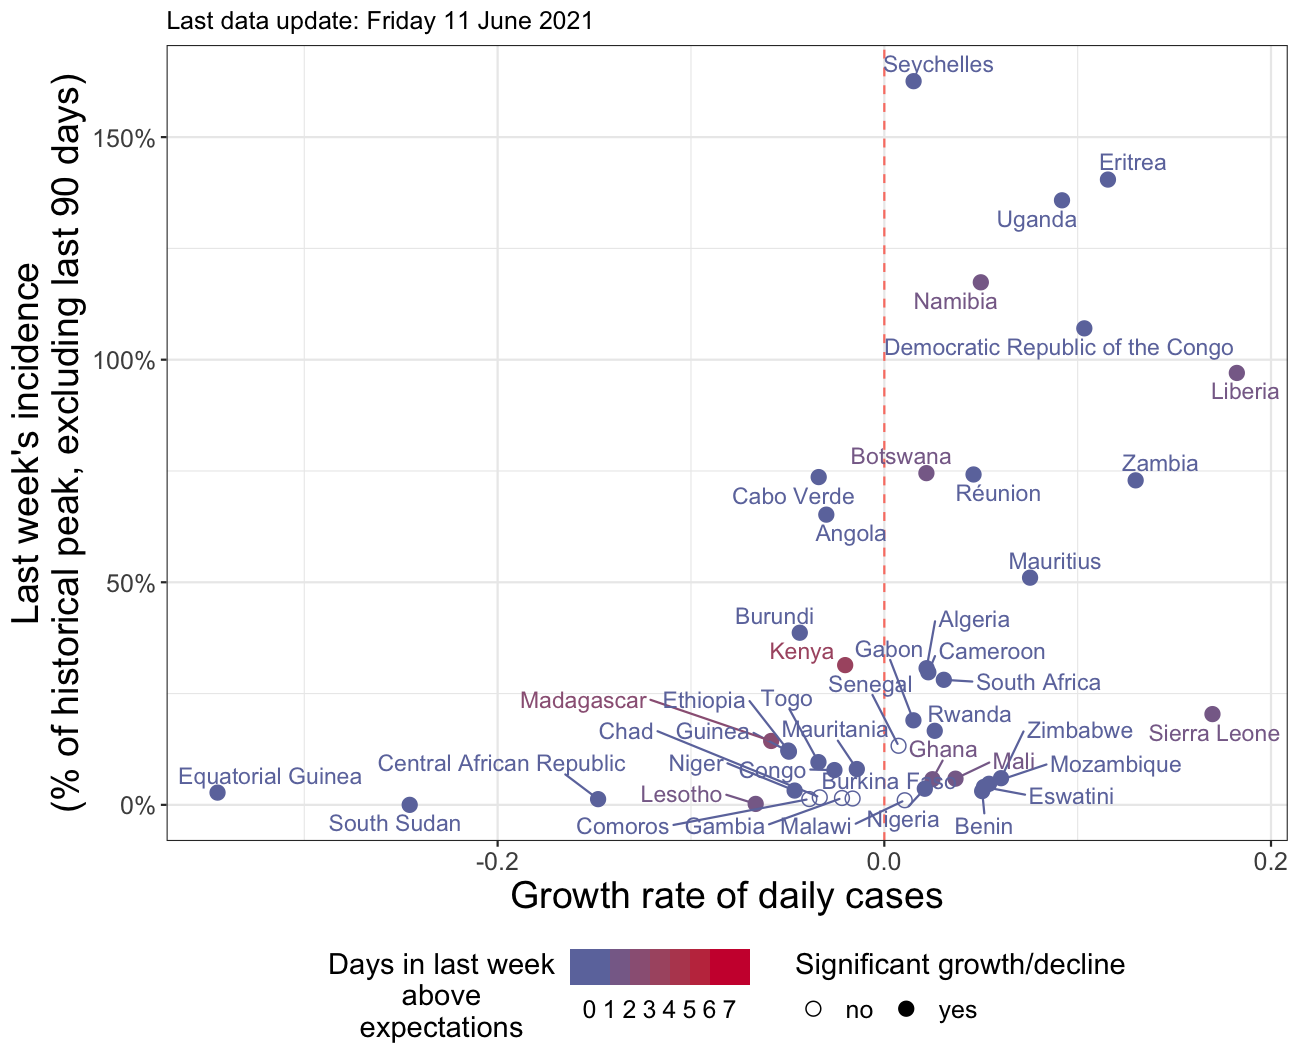 Last data update: Friday 11 June 2021
Last week's incidence
(% of historical peak, excluding last 90 days)
150%
100%
50%
0%
Seychelles
Eritrea
Uganda
Namibia
Democratic Republic of the Congo
Liberia
Botswana
Zambia
Cabo Verde
Réunion
Angola
Mauritius
Burundi
Algeria
Kenya
Gabon
Cameroon
Senegal
South Africa
Madagascar
Ethiopia
Togo
Rwanda
Chad
Guinea
Mauritania
Zimbabwe
Sierra Leone
Ghana
Central African Republic
Niger
Congo
Mali
Mozambique
Equatorial Guinea
Burkina Faso
Lesotho
Eswatini
South Sudan
Comoros
Gambia
Malawi
Nigeria
Benin
-0.2
0.0
0.2
Growth rate of daily cases
Days in last week
above
expectations
0 1 2 3 4 5 6 7
Significant growth/decline
no
yes